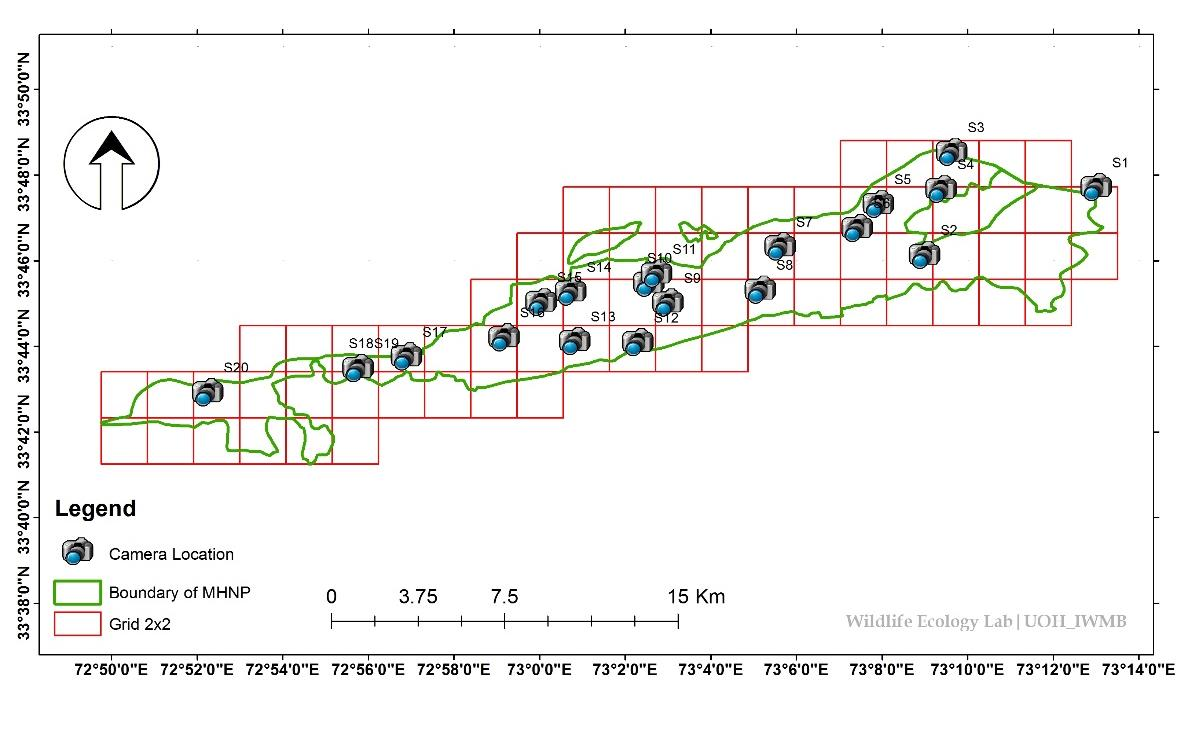 33°50'0"N
33°48'0"N
33°46'0"N
33°44'0"N
33°42'0"N
33°40'0"N
33°38'0"N
S3
S1
S4
S5
S6
S7
S2
S11
S10
S8
S14
S9
S15
S16
S13
S12
S17
S18S19
S20
Legend
Camera Location
Boundary of MHNP
Grid 2x2
0 3.75 7.5 15 Km
Wildlife Ecology Lab|UOH_IWMB
72°50'0"E 72°52'0"E 72°54'0"E 72°56'0"E 72°58'0"E 73°0'0"E 73°2'0"E 73°4'0"E 73°6'0"E 73°8'0"E 73°10'0"E 73°12'0"E 73°14'0"E